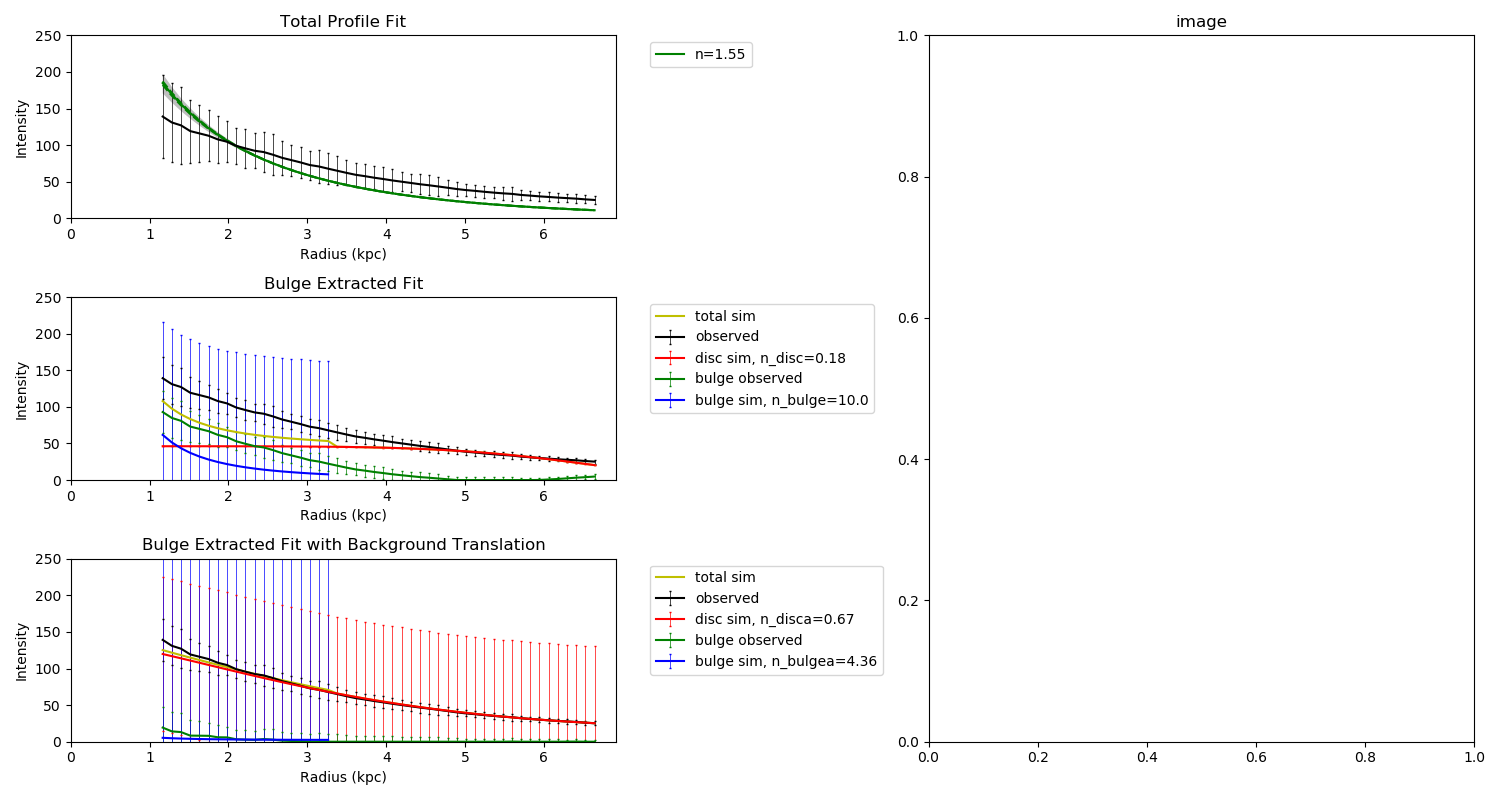 Total Profile Fit
250
200
150
100
50
0
Intensity
0 1 2 3 4 5 6
Radius (kpc)
n=1.55
Bulge Extracted Fit
250
200
150
100
50
0
Intensity
0 1 2 3 4 5 6
Radius (kpc)
total sim
observed
disc sim, n_disc=0.18
bulge observed
bulge sim, n_bulge=10.0
Bulge Extracted Fit with Background Translation
250
200
150
100
50
0
Intensity
0 1 2 3 4 5 6
Radius (kpc)
total sim
observed
disc sim, n_disca=0.67
bulge observed
bulge sim, n_bulgea=4.36
image
1.0
0.8
0.6
0.4
0.2
0.0
0.0 0.2 0.4 0.6 0.8 1.0